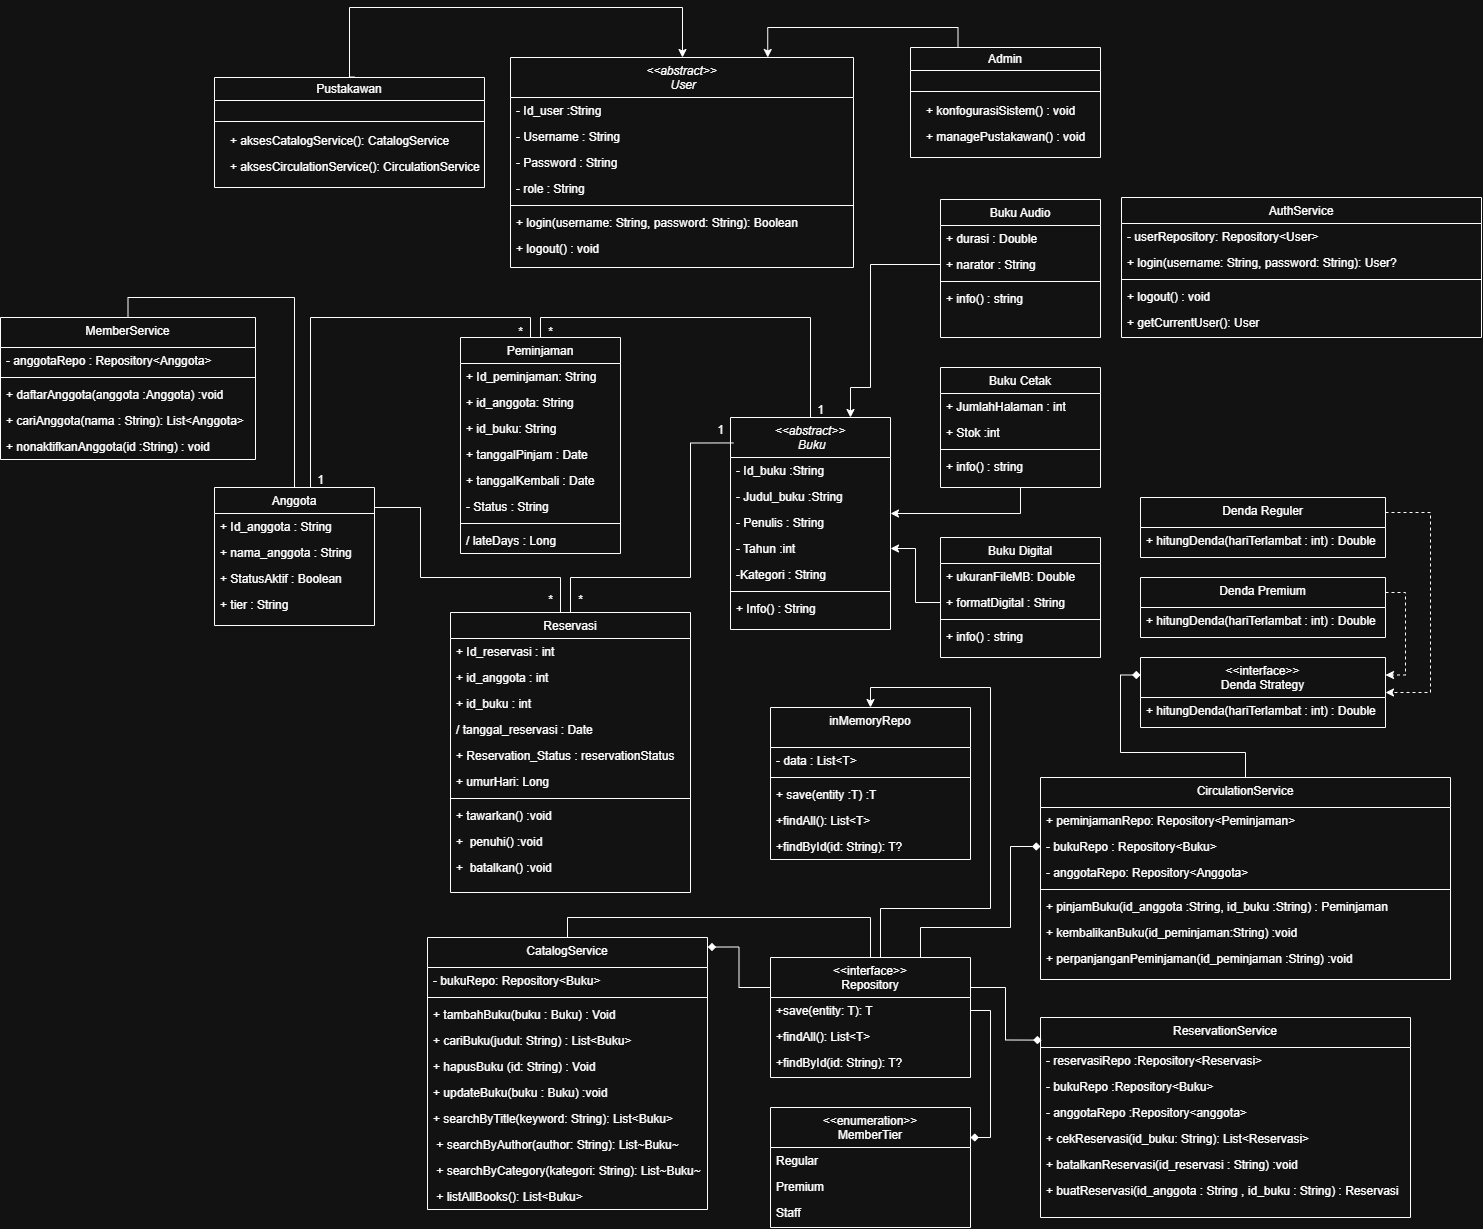 Pustakawan
+ aksesCatalogService(): CatalogService
+ aksesCirculationService(): CirculationService
<<abstract>>
User
- Id_user :String
- Username : String
- Password : String
- role : String
+ login(username: String, password: String): Boolean
+ logout() : void
Admin
+ konfogurasiSistem() : void
+ managePustakawan() : void
Buku Audio
+ durasi : Double
+ narator : String
+ info() : string
AuthService
- userRepository: Repository<User>
+ login(username: String, password: String): User?
+ logout() : void
+ getCurrentUser(): User
MemberService
- anggotaRepo : Repository<Anggota>
+ daftarAnggota(anggota :Anggota) :void
+ cariAnggota(nama : String): List<Anggota>
+ nonaktifkanAnggota(id :String) : void
* *
Peminjaman
+ Id_peminjaman: String
+ id_anggota: String
+ id_buku: String
+ tanggalPinjam : Date
+ tanggalKembali : Date
- Status : String
/ lateDays : Long
Buku Cetak
+ JumlahHalaman : int
+ Stok :int
+ info() : string
1
1
<<abstract>>
Buku
- Id_buku :String
- Judul_buku :String
- Penulis : String
- Tahun :int
-Kategori : String
+ Info() : String
1
Anggota
+ Id_anggota : String
+ nama_anggota : String
+ StatusAktif : Boolean
+ tier : String
Buku Digital
+ ukuranFileMB: Double
+ formatDigital : String
+ info() : string
Denda Reguler
+ hitungDenda(hariTerlambat : int) : Double
Denda Premium
+ hitungDenda(hariTerlambat : int) : Double
<<interface>>
Denda Strategy
+ hitungDenda(hariTerlambat : int) : Double
* *
Reservasi
+ Id_reservasi : int
+ id_anggota : int
+ id_buku : int
/ tanggal_reservasi : Date
+ Reservation_Status : reservationStatus
+ umurHari: Long
+ tawarkan() :void
+ penuhi() :void
+ batalkan() :void
inMemoryRepo
- data : List<T>
+ save(entity :T) :T
+findAll(): List<T>
+findById(id: String): T?
CirculationService
+ peminjamanRepo: Repository<Peminjaman>
- bukuRepo : Repository<Buku>
- anggotaRepo: Repository<Anggota>
+ pinjamBuku(id_anggota :String, id_buku :String) : Peminjaman
+ kembalikanBuku(id_peminjam:String) :void
+ perpanjanganPeminjaman(id_peminjam :String) :void
CatalogService
- bukuRepo: Repository<Buku>
+ tambahBuku(buku : Buku) : Void
+ cariBuku(judul: String) : List<Buku>
+ hapusBuku (id: String) : Void
+ updateBuku(buku : Buku) :void
+ searchByTitle(keyword: String): List<Buku>
+ searchByAuthor(author: String): List~Buku~
+ searchByCategory(kategori: String): List~Buku~
+ listAllBooks(): List<Buku>
<<interface>>
Repository
+save(entity: T): T
+findAll(): List<T>
+findById(id: String): T?
<<enumeration>>
MemberTier
Regular
Premium
Staff
ReservationService
- reservasiRepo :Repository<Reservasi>
- bukuRepo :Repository<Buku>
- anggotaRepo :Repository<anggota>
+ cekReservasi(id_buku: String): List<Reservasi>
+ batalkanReservasi(id_reservasi : String) :void
+ buatReservasi(id_anggota : String , id_buku : String) : Reservasi